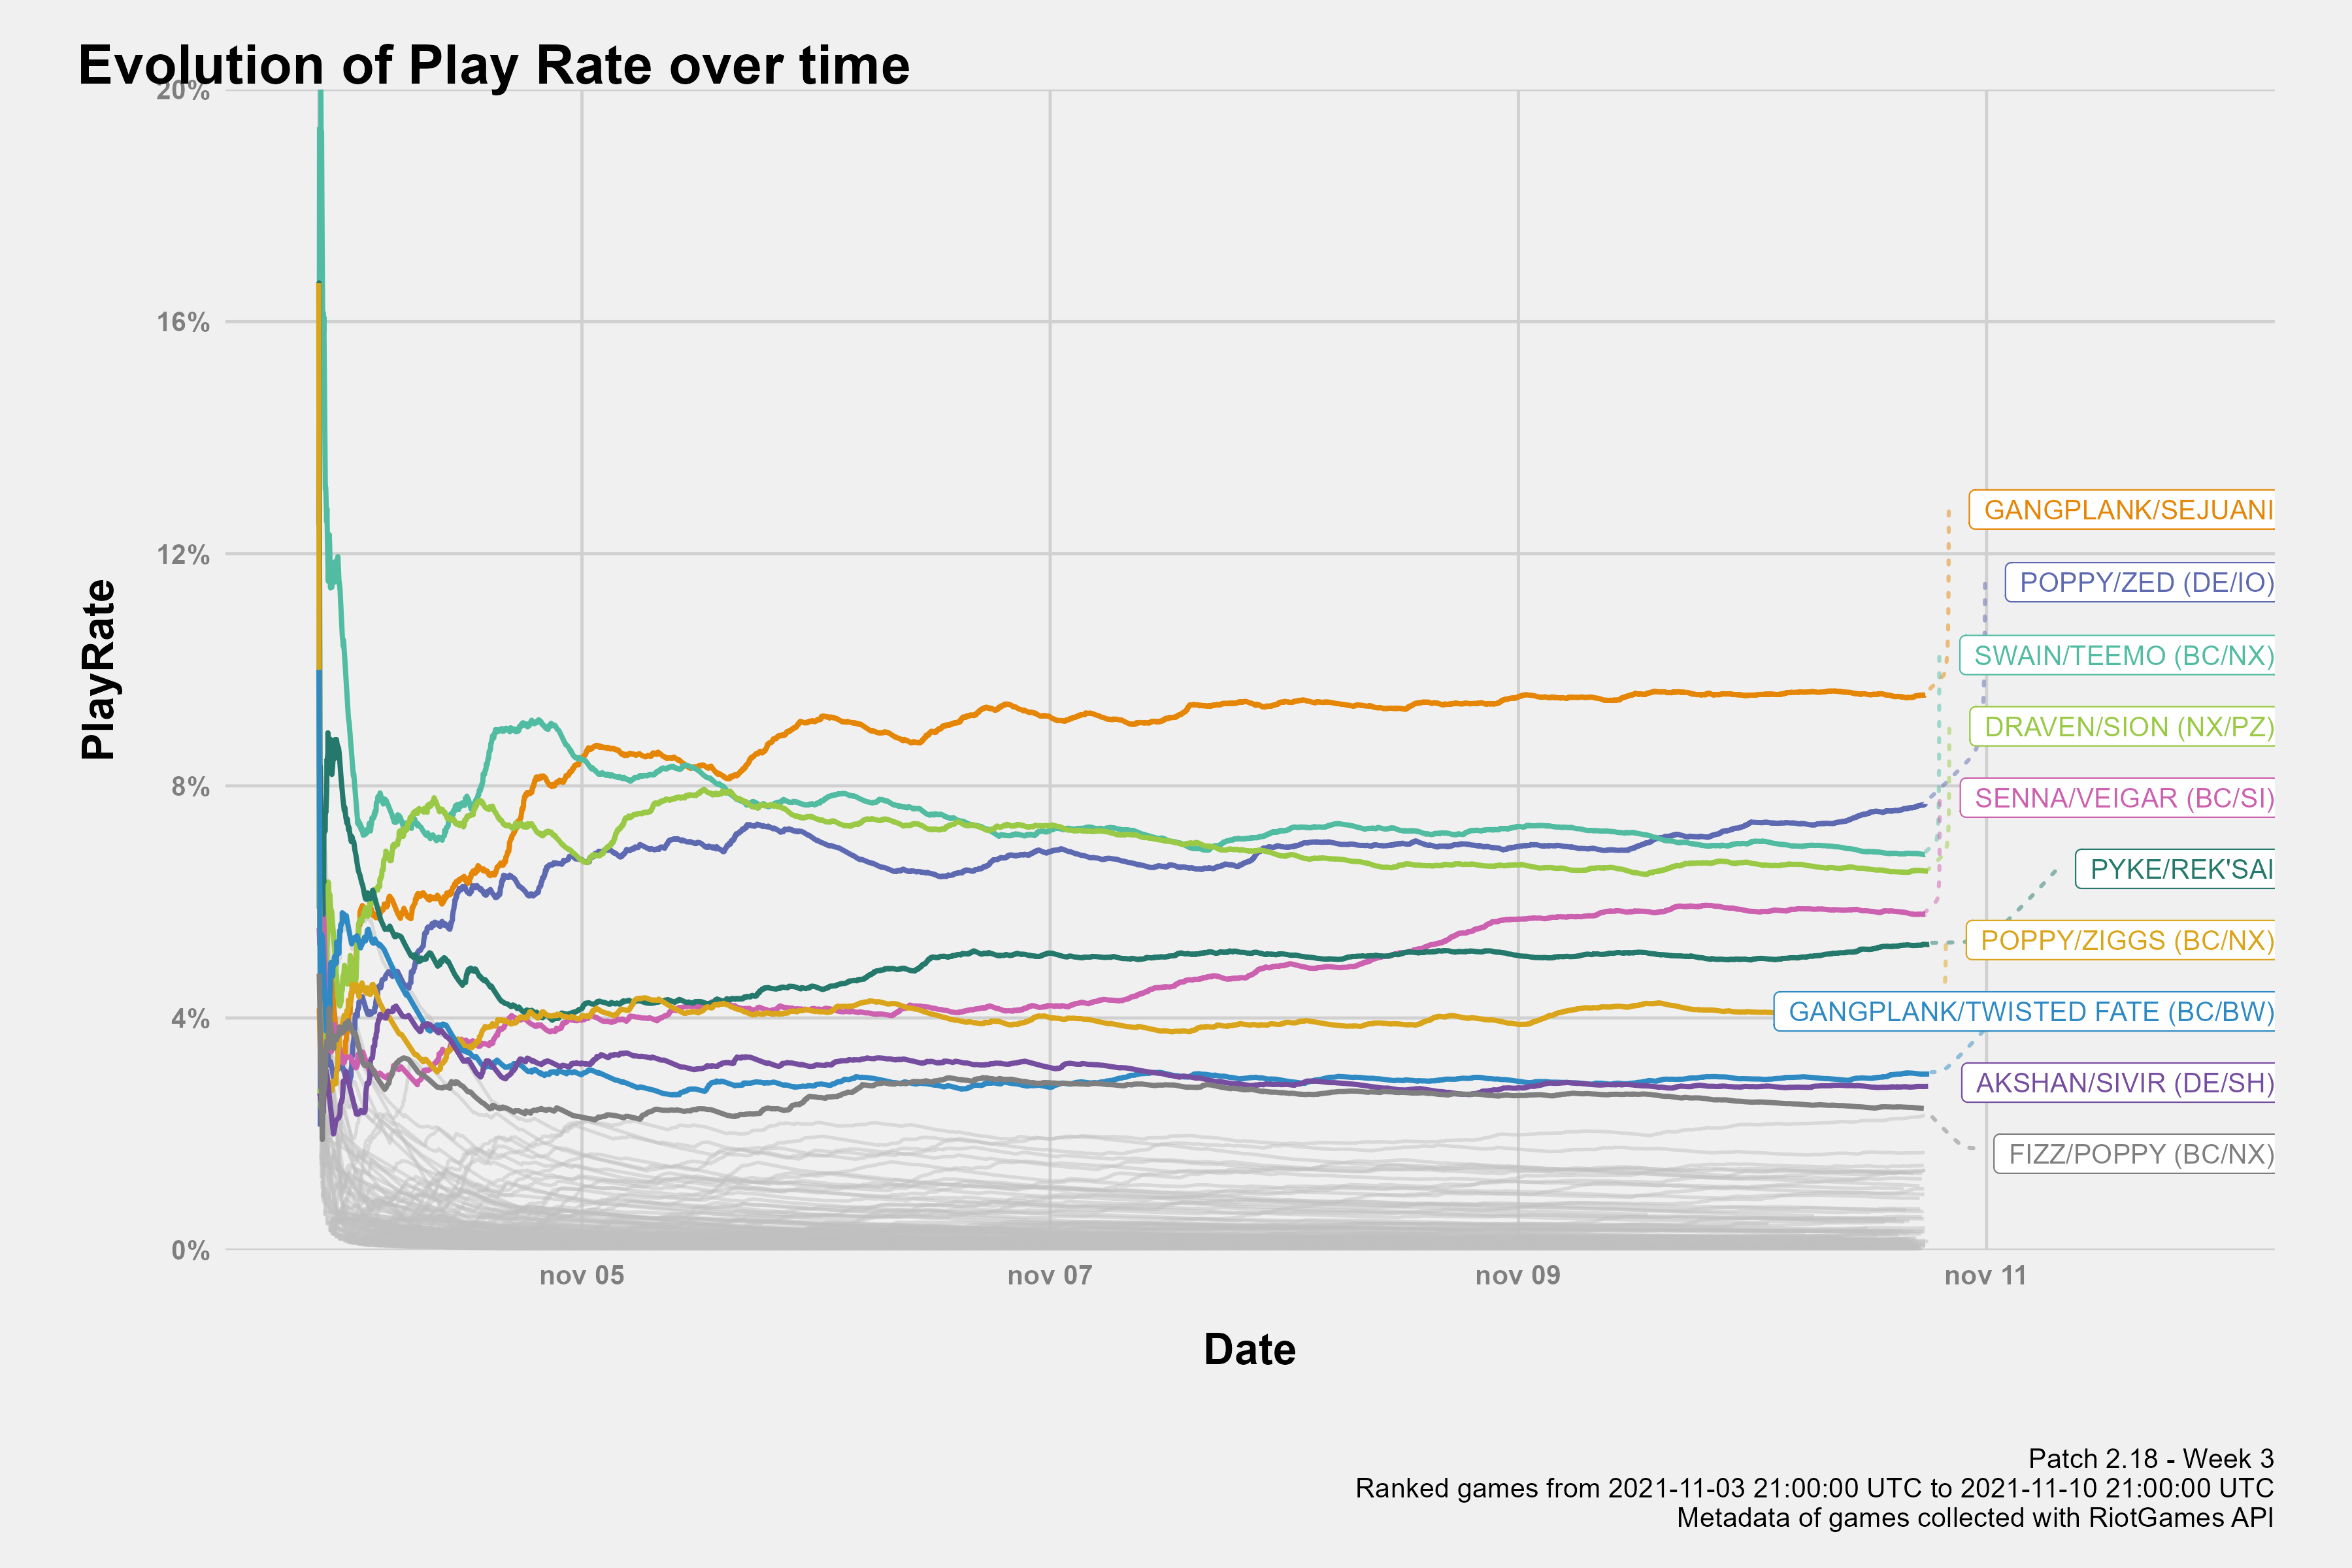 Evolution of Play Rate over time
20%
16%
12%
8%
4%
0%
PlayRate
GANGPLANK/SEJUANI
POPPY/ZED (DE/IO)
SWAIN/TEEMO (BC/NX)
DRAVEN/SION (NX/PZ)
SENNA/VEIGAR (BC/SI)
PYKE/REK'SAI
POPPY/ZIGGS (BC/NX)
GANGPLANK/TWISTED FATE (BC/BW)
AKSHAN/SIVIR (DE/SH)
FIZZ/POPPY (BC/NX)
nov 05
nov 07
nov 09
nov 11
Date
Patch 2.18 - Week 3
Ranked games from 2021-11-03 21:00:00 UTC to 2021-11-10 21:00:00 UTC
Metadata of games collected with RiotGames API